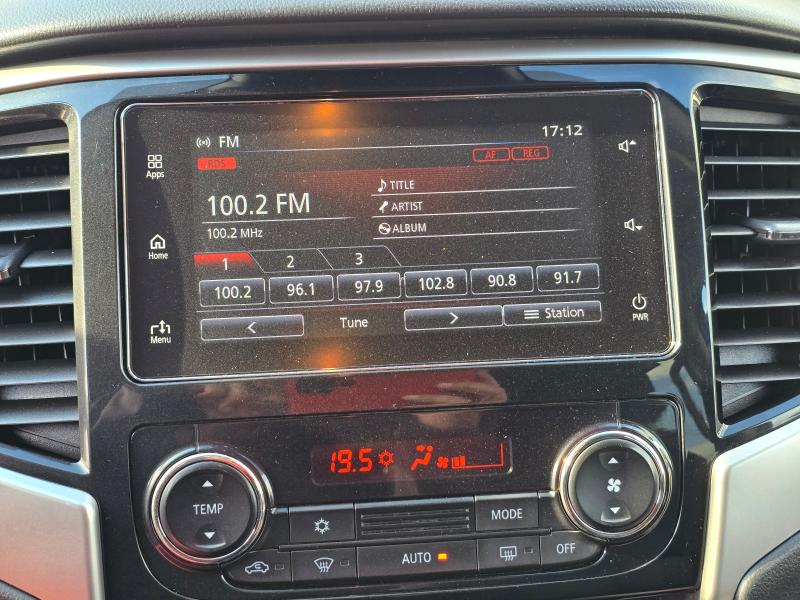 FM
17:12
RDS
AF REG
Apps
100.2 FM
TITLE
ARTIST
100.2 MHz
ALBUM
Home
1 2 3
100.2 96.1 97.9 102.8 90.8 91.7
< Tune > Station
Menu
PWR
19.5
TEMP
MODE
AUTO
OFF